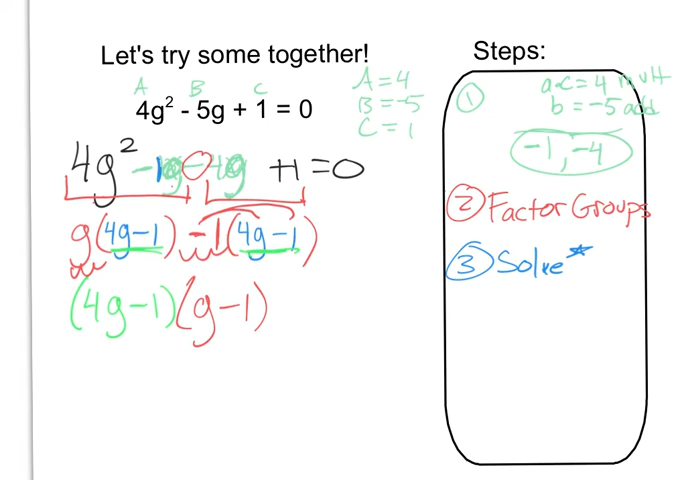 Let's try some together!
A B C
4g² - 5g + 1 = 0
A = 4
B = -5
C = 1
4g² -1g -4g +1 = 0
g(4g-1) -1(4g-1)
(4g-1)(g-1)
Steps:
① ac = 4 mult
b = -5 add
-1, -4
② Factor Groups
③ Solve*